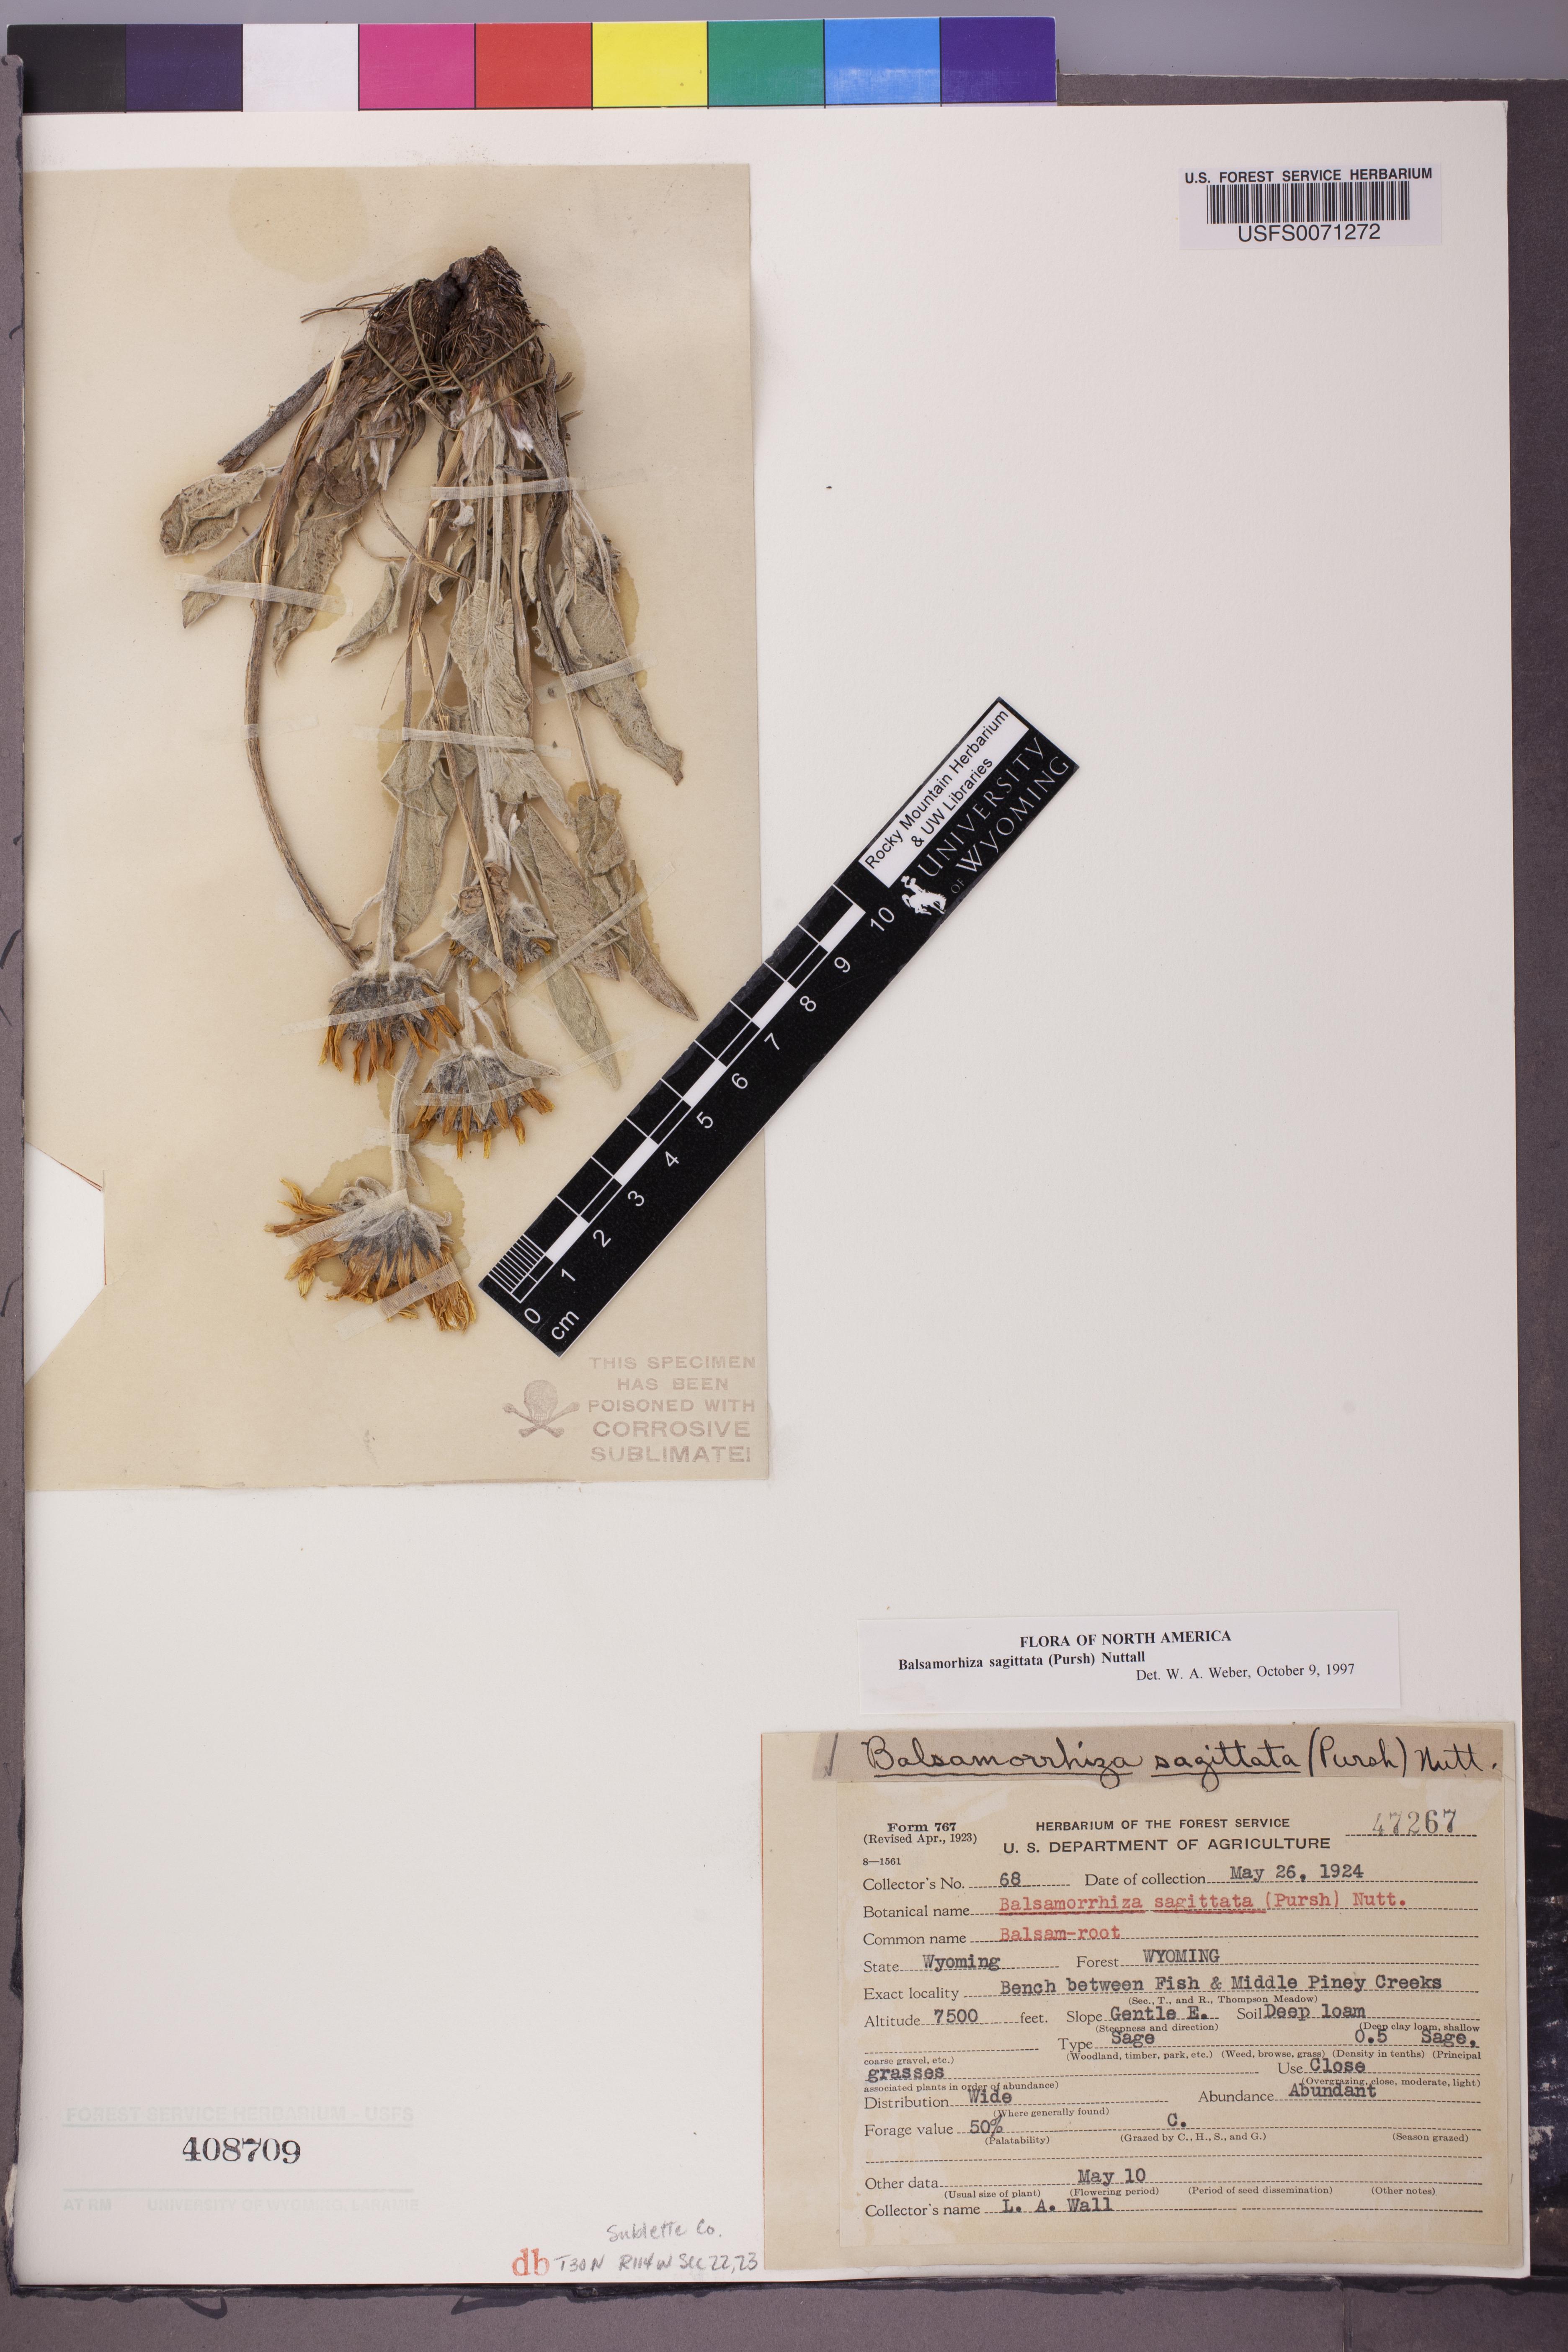 U.S. FOREST SERVICE HERBARIUM
USFS0071272
Rocky Mountain Herbarium
& UW Libraries
UNIVERSITY
OF WYOMING
10
9
8
7
6
5
4
3
2
1
0
cm
THIS SPECIMEN
HAS BEEN
POISONED WITH
CORROSIVE
SUBLIMATE!
FLORA OF NORTH AMERICA
Balsamorhiza sagittata (Pursh) Nuttall
Det. W. A. Weber, October 9, 1997
Balsamorrhiza sagittata (Pursh) Nutt.
Form 767
(Revised Apr., 1923)
8—1561
HERBARIUM OF THE FOREST SERVICE
U. S. DEPARTMENT OF AGRICULTURE
47267
Collector's No. 68 Date of collection May 26, 1924
Botanical name Balsamorrhiza sagittata (Pursh) Nutt.
Common name Balsam-root
State Wyoming Forest WYOMING
Exact locality Bench between Fish & Middle Piney Creeks
(Sec., T., and R., Thompson Meadow)
Altitude 7500 feet. Slope Gentle E. Soil Deep loam
(Steepness and direction) (Deep clay loam, shallow
Type Sage 0.5 Sage,
coarse gravel, etc.) (Woodland, timber, park, etc.) (Weed, browse, grass) (Density in tenths) (Principal
grasses Use Close
associated plants in order of abundance) (Overgrazing, close, moderate, light)
Distribution Wide Abundance Abundant
(Where generally found)
Forage value 50% C.
(Palatability) (Grazed by C., H., S., and G.) (Season grazed)
Other data May 10
(Usual size of plant) (Flowering period) (Period of seed dissemination) (Other notes)
Collector's name L. A. Wall
FOREST SERVICE HERBARIUM - USFS
408709
AT RM UNIVERSITY OF WYOMING, LARAMIE
Sublette Co.
db T30N R114W Sec 22,23